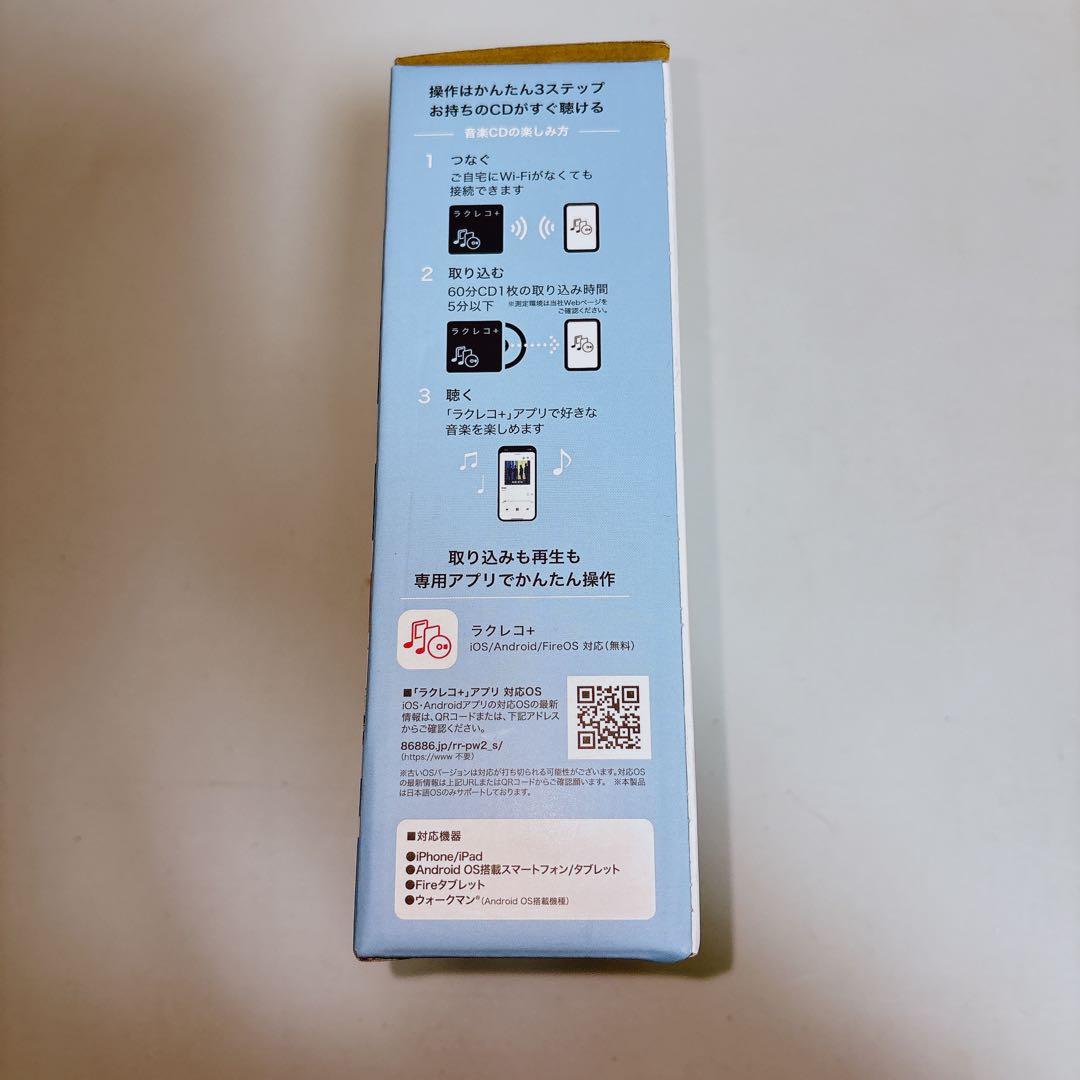 操作はかんたん3ステップ
お持ちのCDがすぐ聴ける
音楽CDの楽しみ方
1 つなぐ
ご自宅にWi-Fiがなくても
接続できます
ラクレコ+
2 取り込む
60分CD1枚の取り込み時間
5分以下 ※測定環境は当社Webページを
ご確認ください。
ラクレコ+
3 聴く
「ラクレコ+」アプリで好きな
音楽を楽しめます
取り込みも再生も
専用アプリでかんたん操作
ラクレコ+
iOS/Android/FireOS 対応(無料)
■「ラクレコ+」アプリ 対応OS
iOS・Androidアプリの対応OSの最新
情報は、QRコードまたは、下記アドレス
からご確認ください。
86886.jp/rr-pw2_s/
(https://www 不要)
※古いOSバージョンは対応が打ち切られる可能性がございます。対応OS
の最新情報は上記URLまたはQRコードからご確認願います。 ※本製品
は日本語OSのみサポートしております。
■対応機器
●iPhone/iPad
●Android OS搭載スマートフォン/タブレット
●Fireタブレット
●ウォークマン®(Android OS搭載機種)